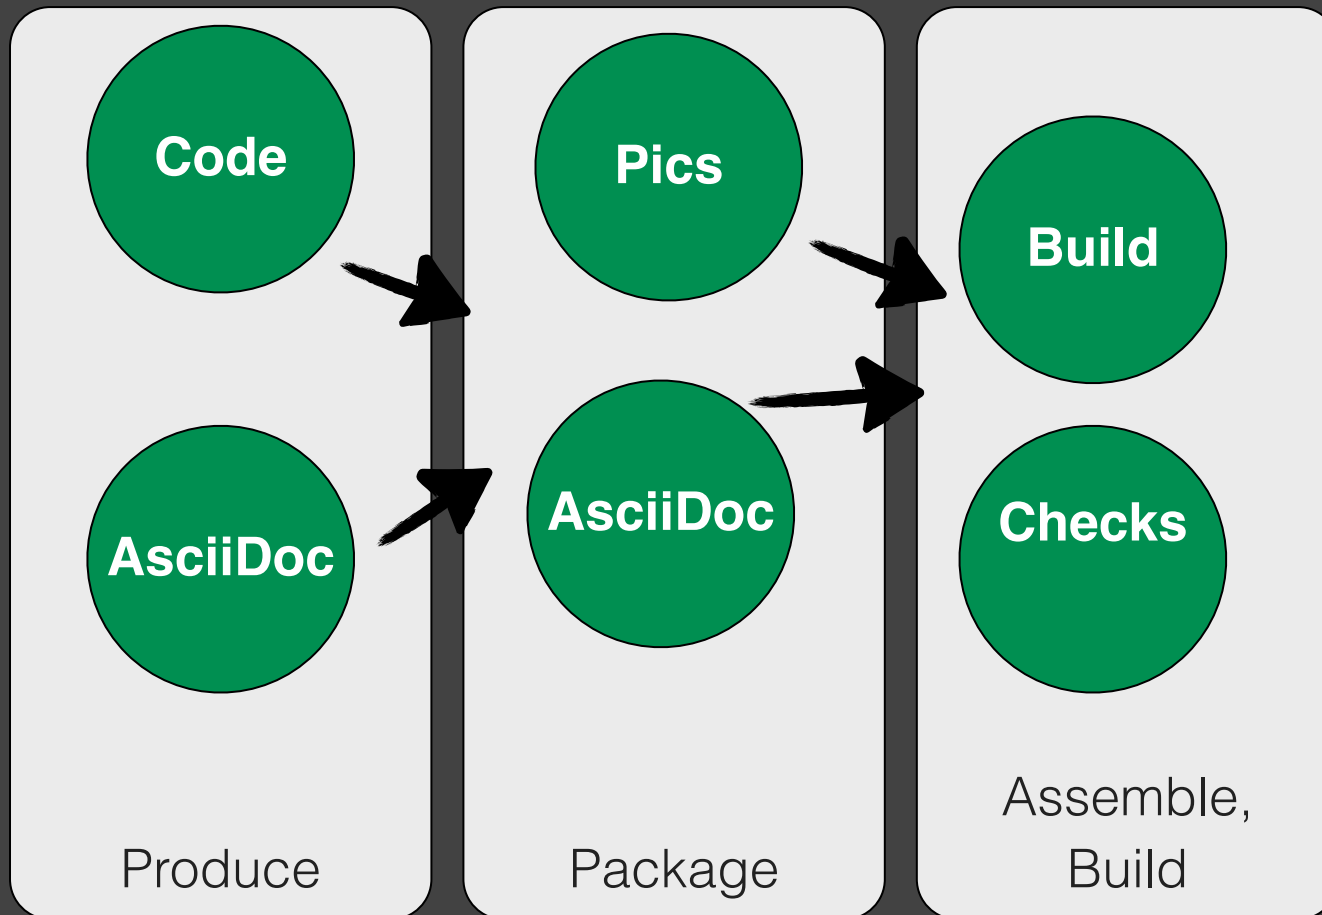 Code
AsciiDoc
Produce
Pics
AsciiDoc
Package
Build
Checks
Assemble,
Build